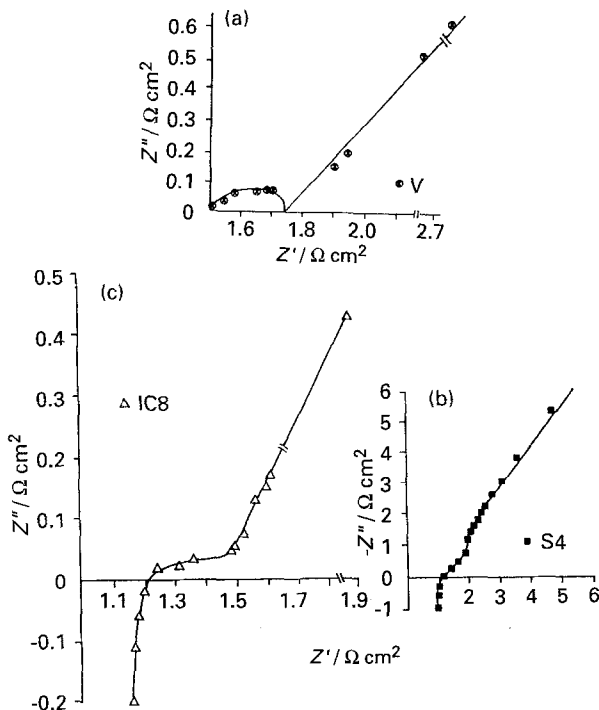 (a)
Z″/ Ω cm²
0.6
0.5
0.4
0.3
0.2
0.1
0
V
1.6 1.8 2.0 2.7
Z′/ Ω cm²
(c)
Z″/ Ω cm²
0.5
0.4
0.3
0.2
0.1
0
-0.1
-0.2
IC8
1.1 1.3 1.5 1.7 1.9
(b)
-Z″/ Ω cm²
6
5
4
3
2
1
0
-1
S4
1 2 3 4 5 6
Z′/ Ω cm²